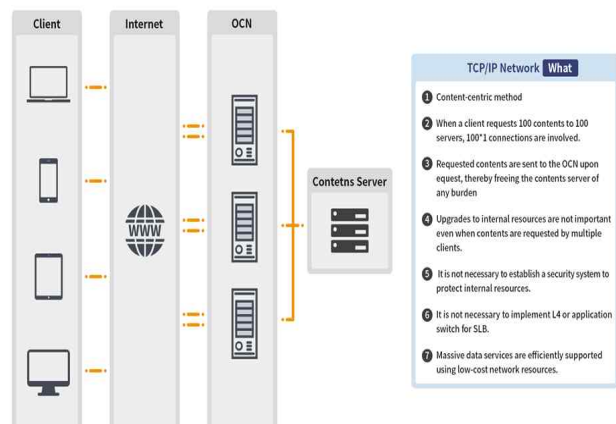 Client
Internet
OCN
WWW
Contetns Server
TCP/IP Network What
1 Content-centric method
2 When a client requests 100 contents to 100
servers, 100*1 connections are involved.
3 Requested contents are sent to the OCN upon
equest, thereby freeing the contents server of
any burden
4 Upgrades to internal resources are not important
even when contents are requested by multiple
clients.
5 It is not necessary to establish a security system to
protect internal resources.
6 It is not necessary to implement L4 or application
switch for SLB.
7 Massive data services are efficiently supported
using low-cost network resources.